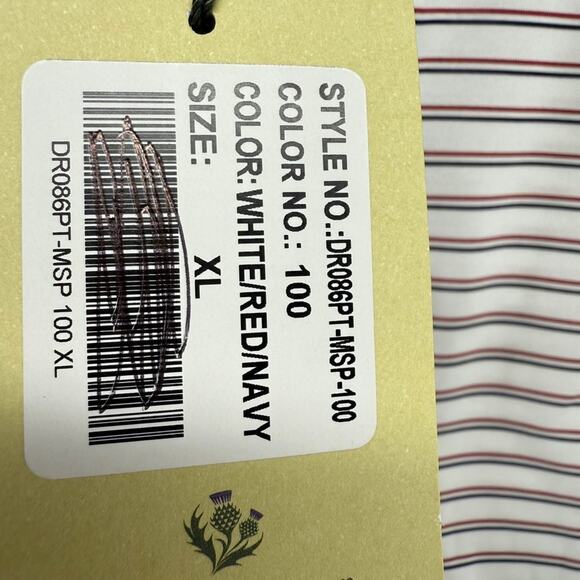 STYLE NO.:DR086PT-MSP-100
COLOR NO.: 100
COLOR: WHITE/RED/NAVY
SIZE: XL
DR086PT-MSP 100 XL